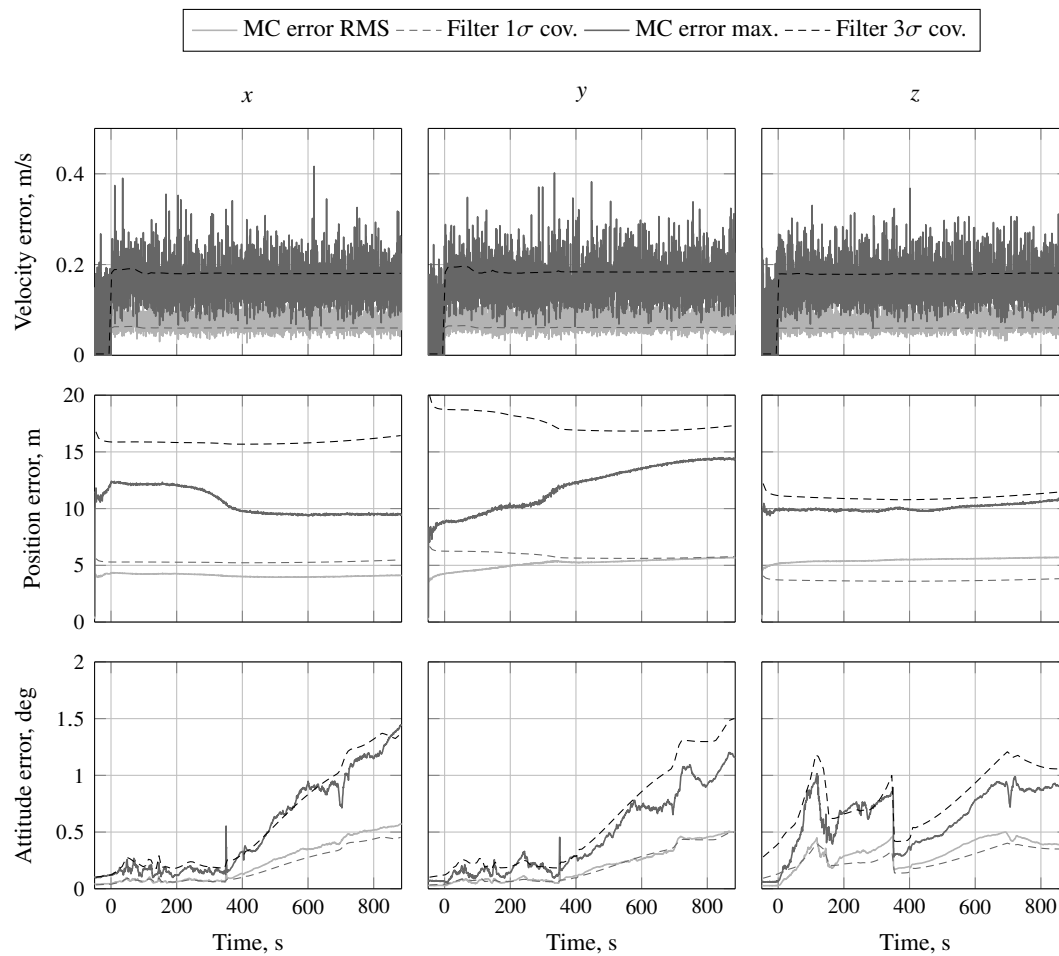 MC error RMS Filter 1σ cov. MC error max. Filter 3σ cov.
x y z
Velocity error, m/s
0.4
0.2
0
Position error, m
20
15
10
5
0
Attitude error, deg
2
1.5
1
0.5
0
0 200 400 600 800 0 200 400 600 800 0 200 400 600 800
Time, s Time, s Time, s